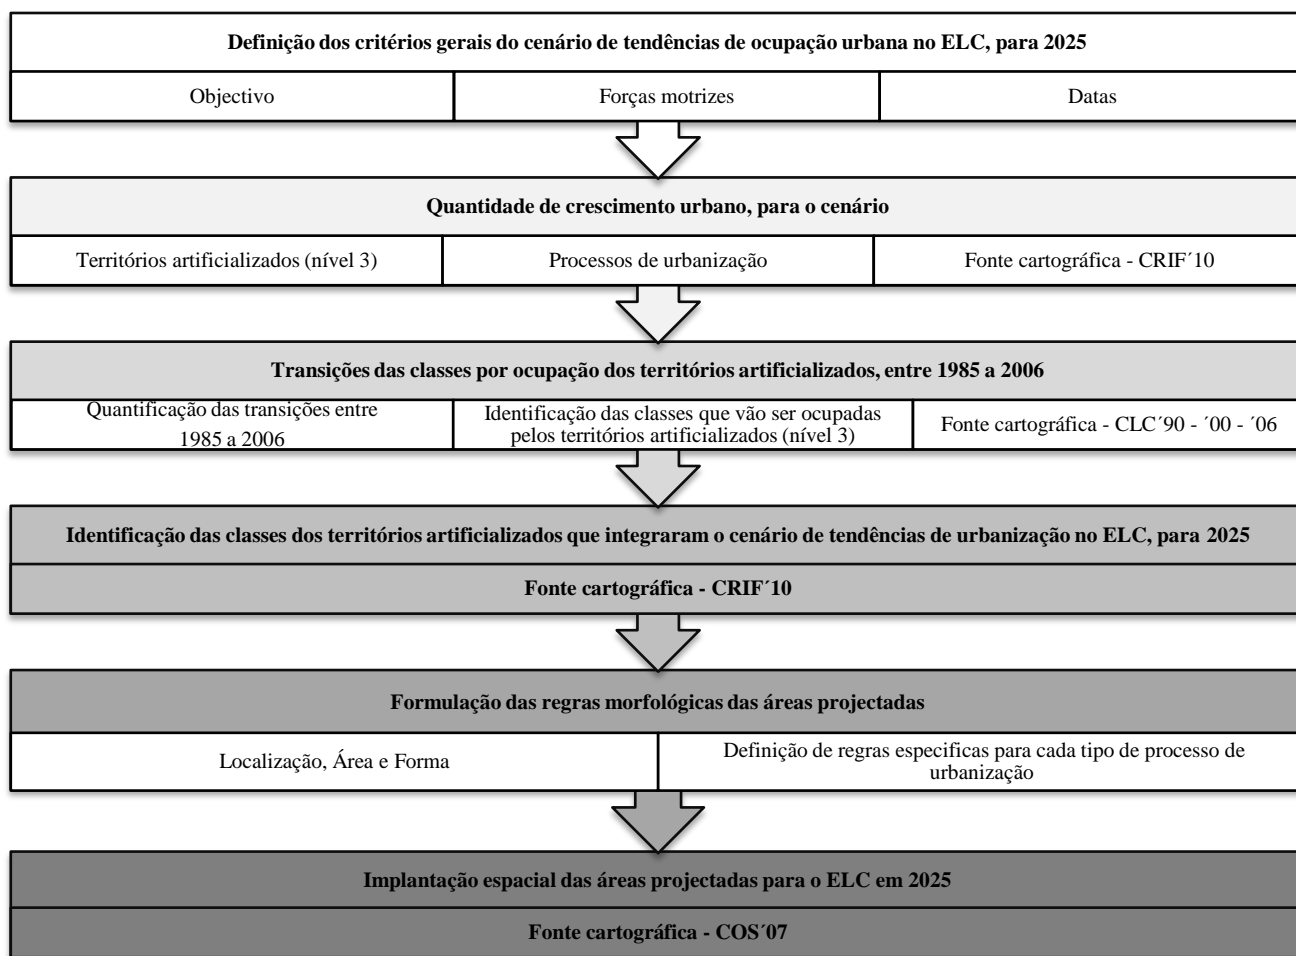 Definição dos critérios gerais do cenário de tendências de ocupação urbana no ELC, para 2025
Objectivo
Forças motrizes
Datas
Quantidade de crescimento urbano, para o cenário
Territórios artificializados (nível 3)
Processos de urbanização
Fonte cartográfica - CRIF´10
Transições das classes por ocupação dos territórios artificializados, entre 1985 a 2006
Quantificação das transições entre
1985 a 2006
Identificação das classes que vão ser ocupadas
pelos territórios artificializados (nível 3)
Fonte cartográfica - CLC´90 - ´00 - ´06
Identificação das classes dos territórios artificializados que integraram o cenário de tendências de urbanização no ELC, para 2025
Fonte cartográfica - CRIF´10
Formulação das regras morfológicas das áreas projectadas
Localização, Área e Forma
Definição de regras especificas para cada tipo de processo de
urbanização
Implantação espacial das áreas projectadas para o ELC em 2025
Fonte cartográfica - COS´07